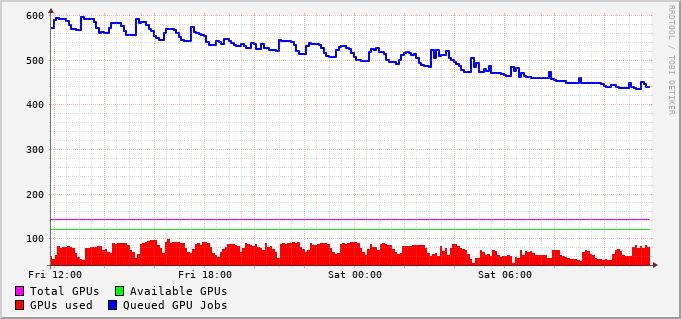 600
500
400
300
200
100
Fri 12:00 Fri 18:00 Sat 00:00 Sat 06:00
Total GPUs Available GPUs
GPUs used Queued GPU Jobs
RRDTOOL / TOBI OETIKER